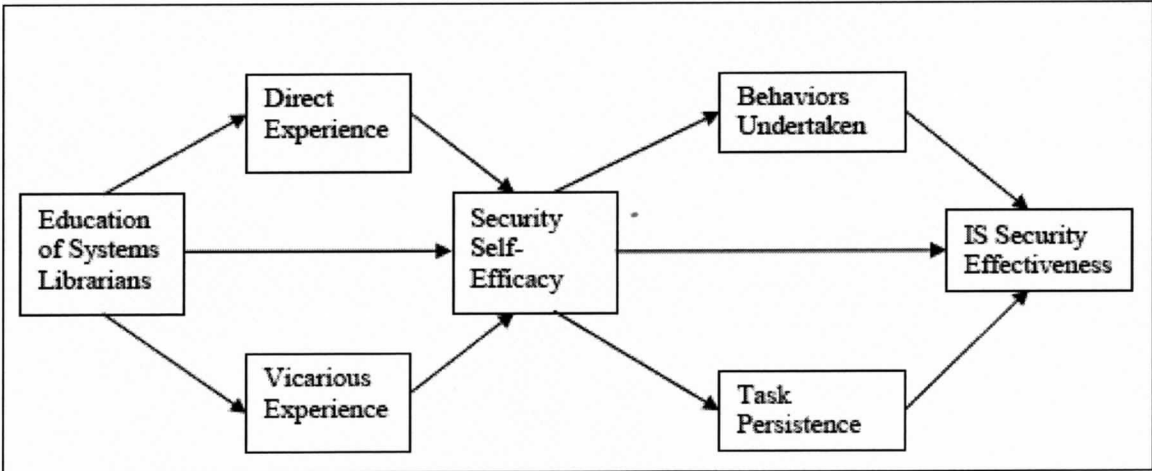 Direct
Experience
Behaviors
Undertaken
Education
of Systems
Librarians
Security
Self-
Efficacy
IS Security
Effectiveness
Vicarious
Experience
Task
Persistence